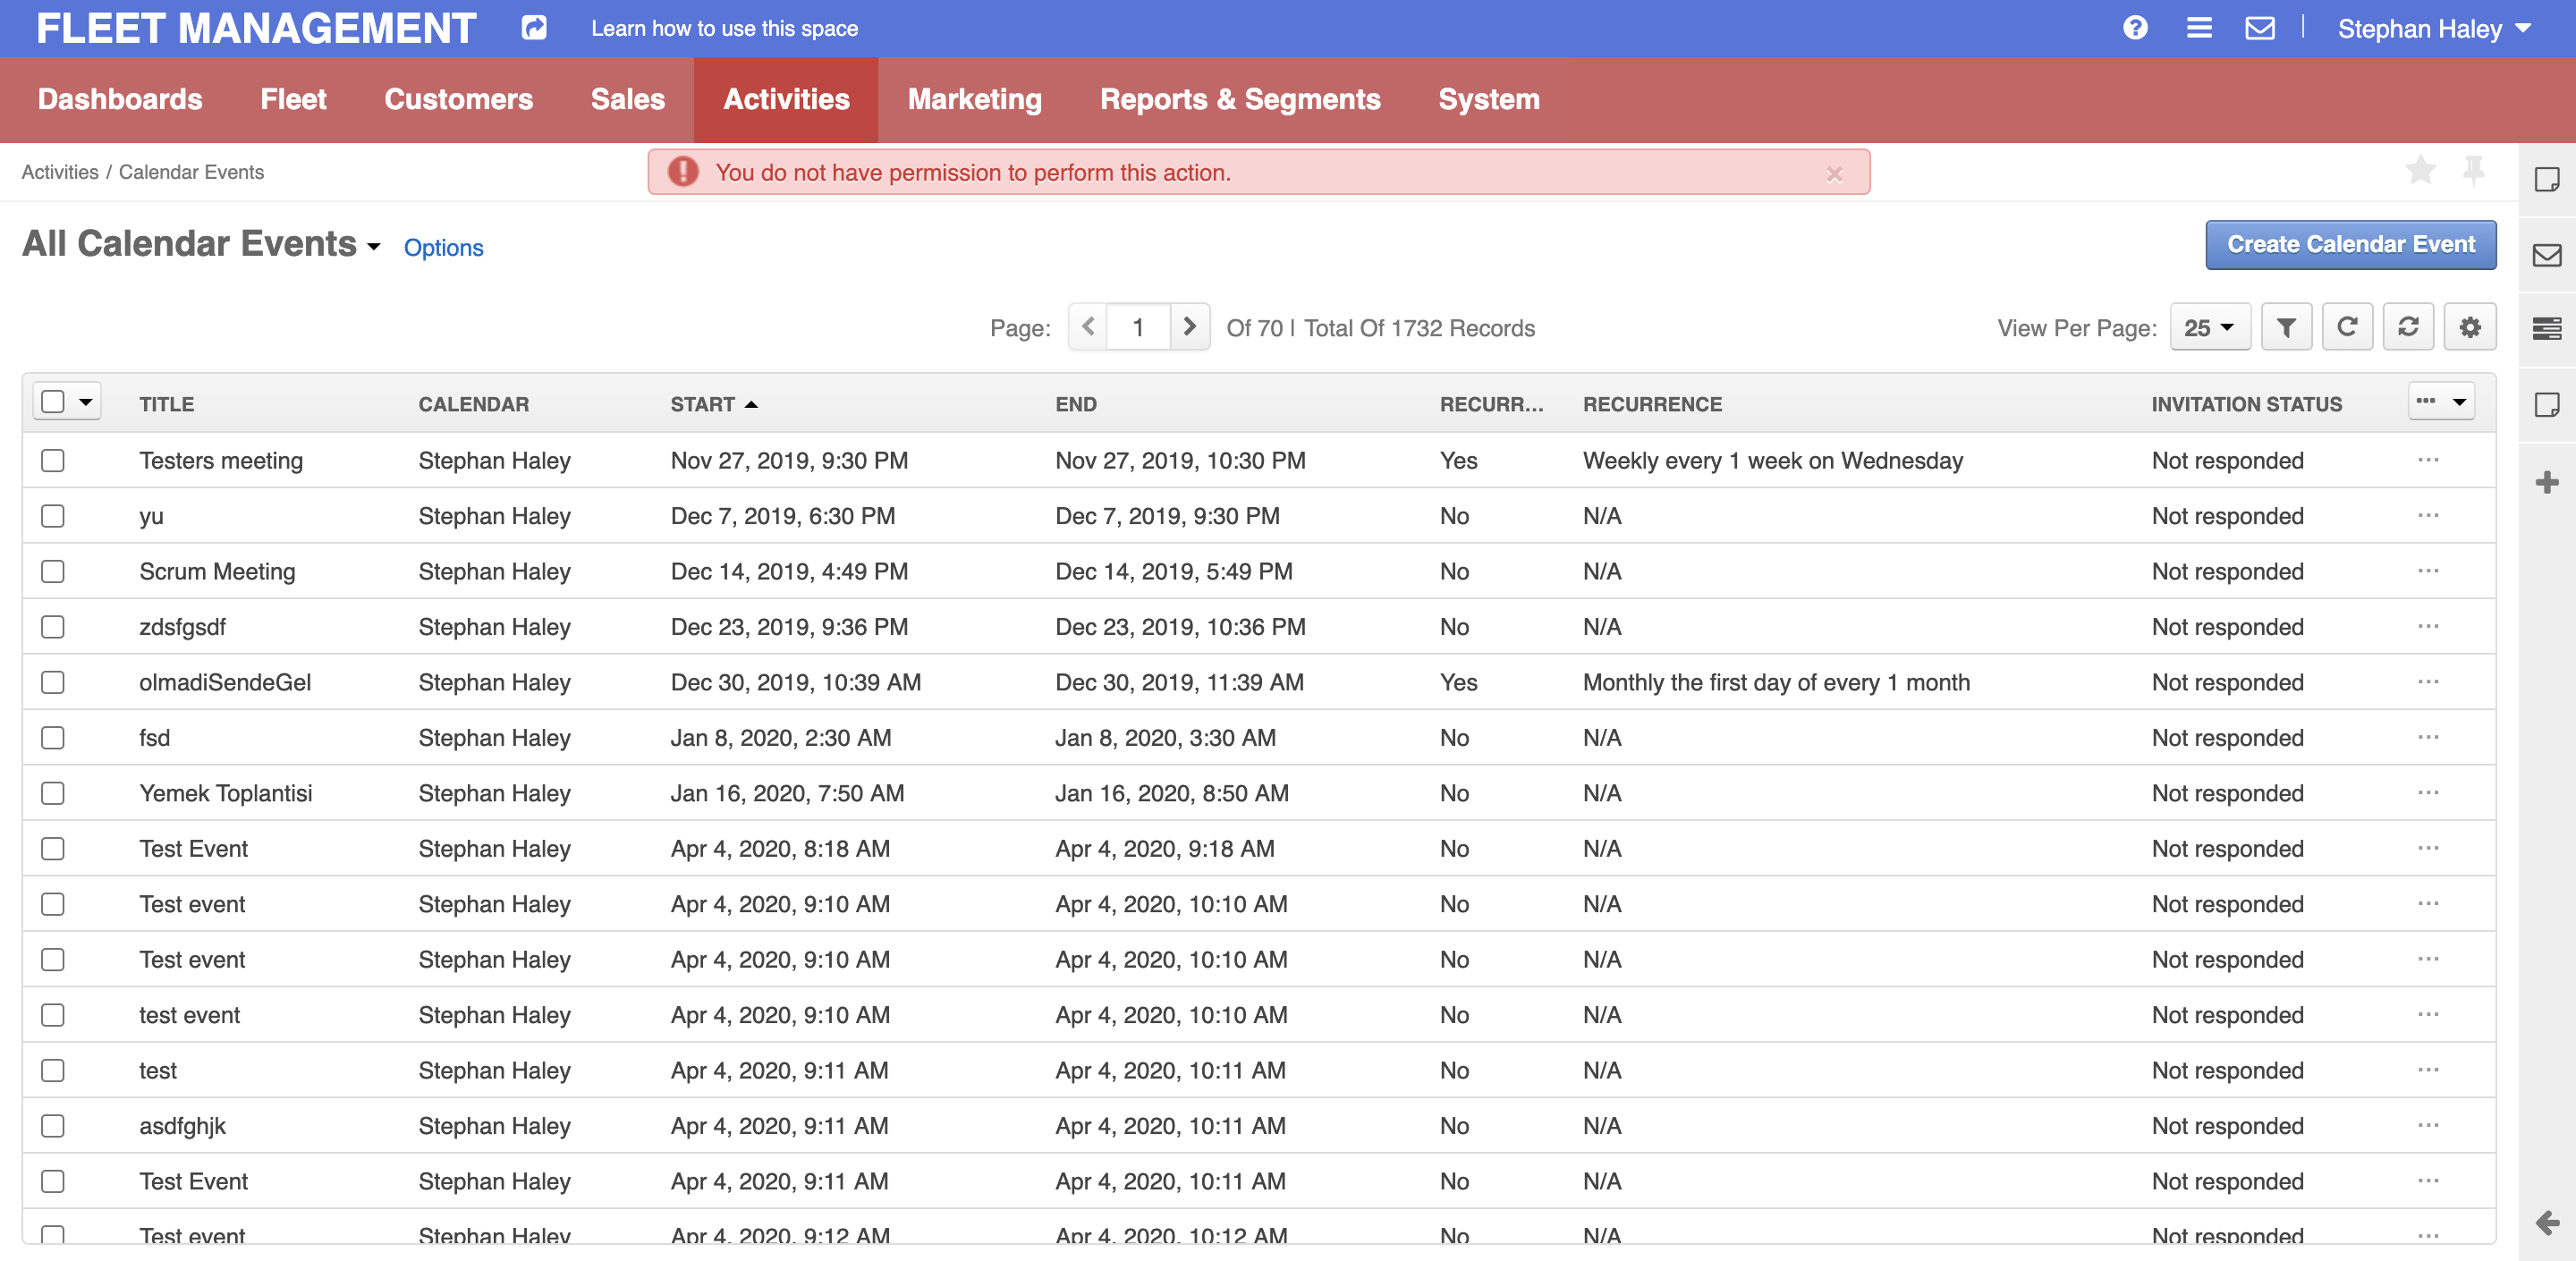 FLEET MANAGEMENT Learn how to use this space Stephan Haley
Dashboards Fleet Customers Sales Activities Marketing Reports & Segments System
Activities / Calendar Events You do not have permission to perform this action. ×
All Calendar Events Options Create Calendar Event
Page: 1 Of 70 | Total Of 1732 Records View Per Page: 25
TITLE CALENDAR START END RECURR... RECURRENCE INVITATION STATUS ...
Testers meeting Stephan Haley Nov 27, 2019, 9:30 PM Nov 27, 2019, 10:30 PM Yes Weekly every 1 week on Wednesday Not responded ...
yu Stephan Haley Dec 7, 2019, 6:30 PM Dec 7, 2019, 9:30 PM No N/A Not responded ...
Scrum Meeting Stephan Haley Dec 14, 2019, 4:49 PM Dec 14, 2019, 5:49 PM No N/A Not responded ...
zdsfgsdf Stephan Haley Dec 23, 2019, 9:36 PM Dec 23, 2019, 10:36 PM No N/A Not responded ...
olmadiSendeGel Stephan Haley Dec 30, 2019, 10:39 AM Dec 30, 2019, 11:39 AM Yes Monthly the first day of every 1 month Not responded ...
fsd Stephan Haley Jan 8, 2020, 2:30 AM Jan 8, 2020, 3:30 AM No N/A Not responded ...
Yemek Toplantisi Stephan Haley Jan 16, 2020, 7:50 AM Jan 16, 2020, 8:50 AM No N/A Not responded ...
Test Event Stephan Haley Apr 4, 2020, 8:18 AM Apr 4, 2020, 9:18 AM No N/A Not responded ...
Test event Stephan Haley Apr 4, 2020, 9:10 AM Apr 4, 2020, 10:10 AM No N/A Not responded ...
Test event Stephan Haley Apr 4, 2020, 9:10 AM Apr 4, 2020, 10:10 AM No N/A Not responded ...
test event Stephan Haley Apr 4, 2020, 9:10 AM Apr 4, 2020, 10:10 AM No N/A Not responded ...
test Stephan Haley Apr 4, 2020, 9:11 AM Apr 4, 2020, 10:11 AM No N/A Not responded ...
asdfghjk Stephan Haley Apr 4, 2020, 9:11 AM Apr 4, 2020, 10:11 AM No N/A Not responded ...
Test Event Stephan Haley Apr 4, 2020, 9:11 AM Apr 4, 2020, 10:11 AM No N/A Not responded ...
Test event Stephan Haley Apr 4, 2020, 9:12 AM Apr 4, 2020, 10:12 AM No N/A Not responded ...